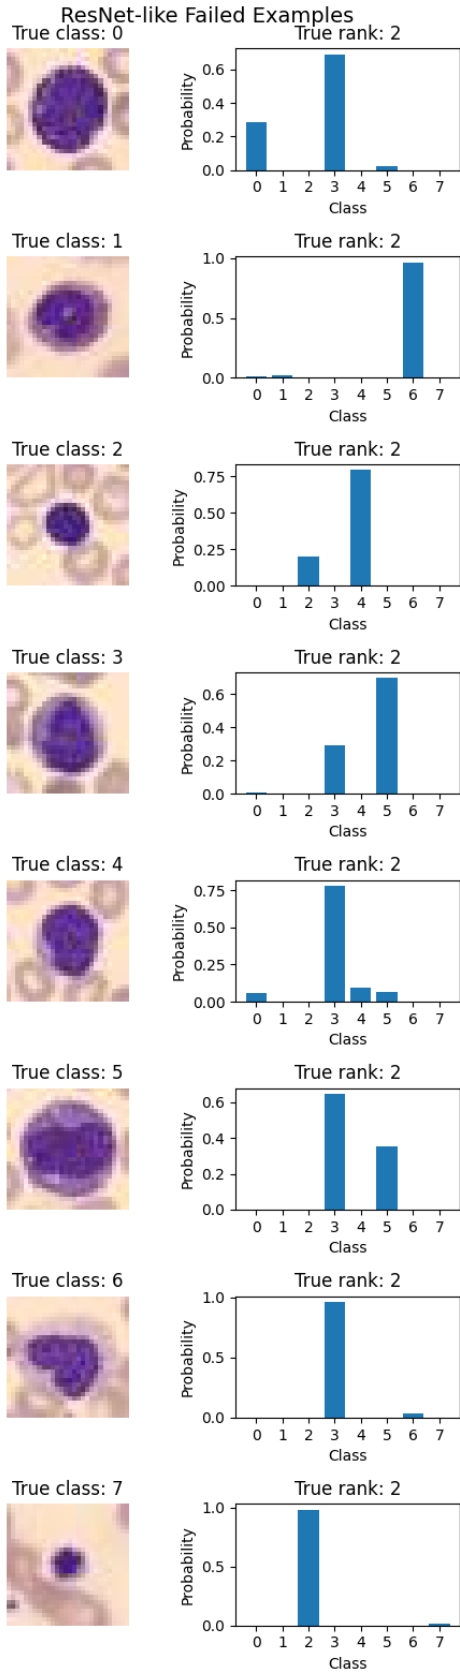 ResNet-like Failed Examples
True class: 0
True rank: 2
Probability
0.6
0.4
0.2
0.0
0 1 2 3 4 5 6 7
Class
True class: 1
True rank: 2
Probability
1.0
0.5
0.0
0 1 2 3 4 5 6 7
Class
True class: 2
True rank: 2
Probability
0.75
0.50
0.25
0.00
0 1 2 3 4 5 6 7
Class
True class: 3
True rank: 2
Probability
0.6
0.4
0.2
0.0
0 1 2 3 4 5 6 7
Class
True class: 4
True rank: 2
Probability
0.75
0.50
0.25
0.00
0 1 2 3 4 5 6 7
Class
True class: 5
True rank: 2
Probability
0.6
0.4
0.2
0.0
0 1 2 3 4 5 6 7
Class
True class: 6
True rank: 2
Probability
1.0
0.5
0.0
0 1 2 3 4 5 6 7
Class
True class: 7
True rank: 2
Probability
1.0
0.5
0.0
0 1 2 3 4 5 6 7
Class